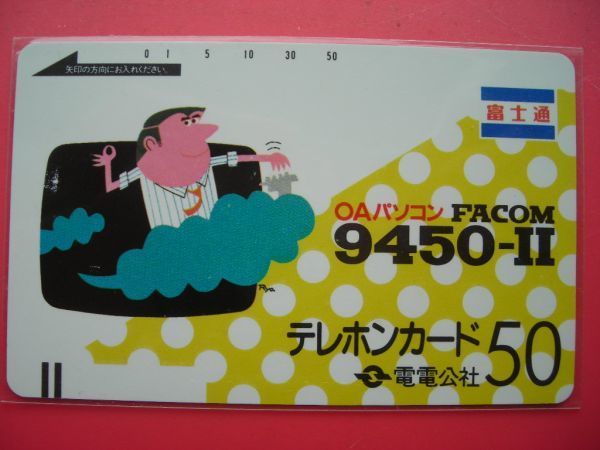 0 1 5 10 30 50
矢印の方向にお入れください。
富士通
OAパソコン FACOM
9450-II
テレホンカード 50
電電公社